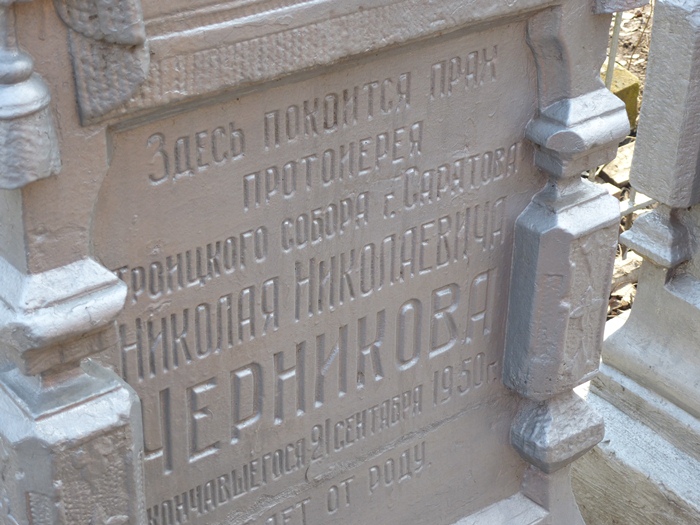 Здесь покоится прах
протоиерея
Троицкого собора г. Саратова
Николая Николаевича
Черникова
скончавшегося 21 сентября 1950 г.
лет от роду.